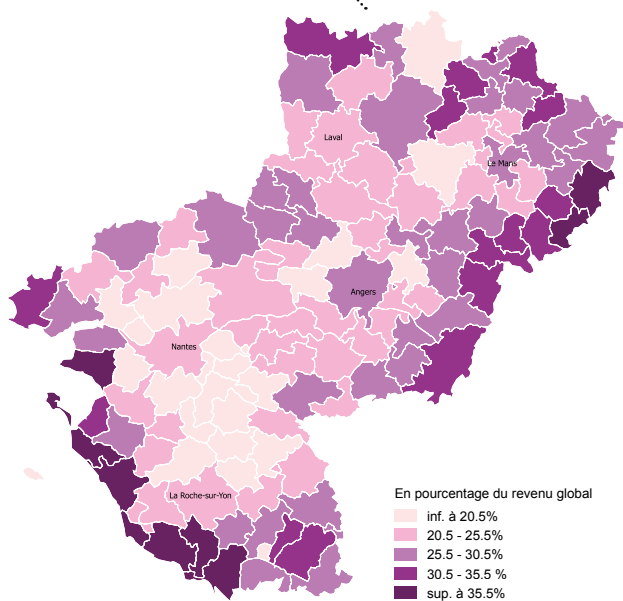 Laval
Le Mans
Angers
Nantes
La Roche-sur-Yon
En pourcentage du revenu global
inf. à 20.5%
20.5 - 25.5%
25.5 - 30.5%
30.5 - 35.5 %
sup. à 35.5%